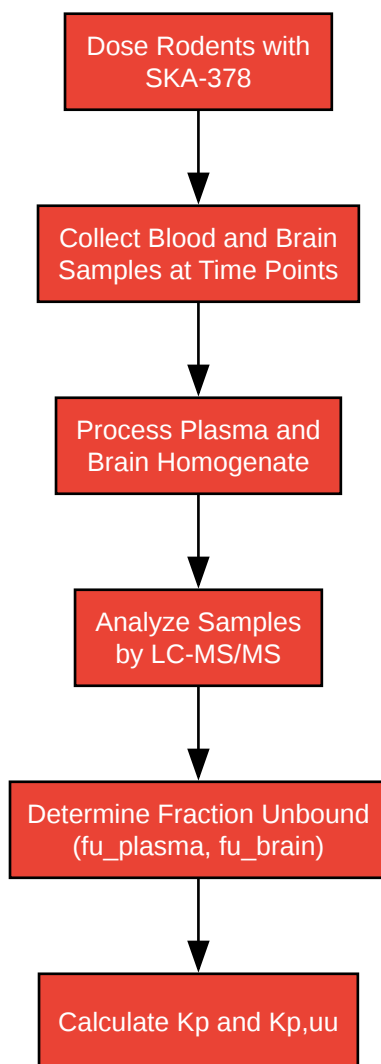 Dose Rodents with
SKA-378
Collect Blood and Brain
Samples at Time Points
Process Plasma and
Brain Homogenate
Analyze Samples
by LC-MS/MS
Determine Fraction Unbound
(fu_plasma, fu_brain)
Calculate Kp and Kp,uu